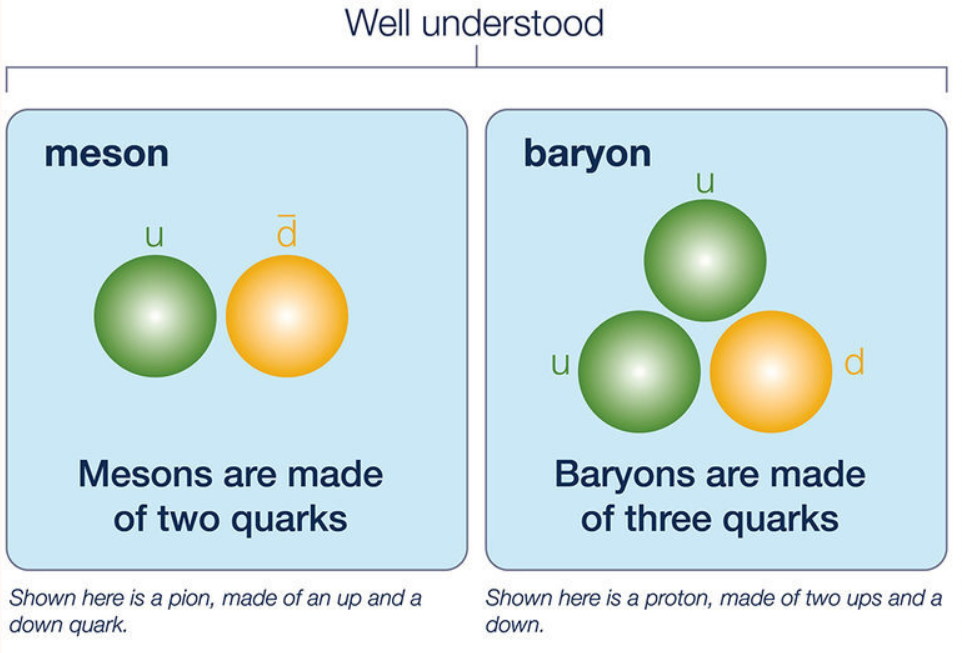 Well understood
meson
u
d̄
Mesons are made
of two quarks
Shown here is a pion, made of an up and a
down quark.
baryon
u
u
d
Baryons are made
of three quarks
Shown here is a proton, made of two ups and a
down.